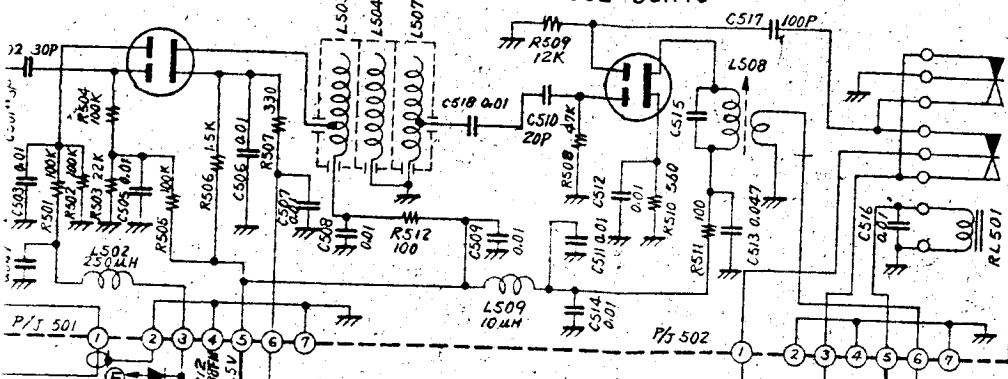 L504
L507
C517
100P
R509
12K
L508
30P
R504
100K
C518 0.01
C510
20P
C515
R508 47K
1.5K
R506
0.01
C506
330
R507
C503 0.01
R501 100K
R502 100K
R503 22K
C505 0.01
100K
R505
C507
C508
0.01
R512
100
C509
0.01
C511 0.01
C512
0.01
R510 560
R511 100
C513 0.047
C516
0.01
RL501
L502
250μH
L509
10μH
C514
0.01
P/J 501
1 2 3 4 5 6 7
P/J 502
1 2 3 4 5 6 7